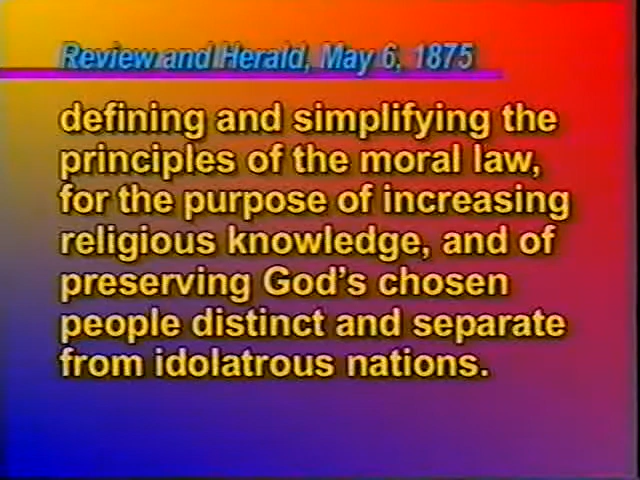 Review and Herald, May 6, 1875
defining and simplifying the
principles of the moral law,
for the purpose of increasing
religious knowledge, and of
preserving God's chosen
people distinct and separate
from idolatrous nations.